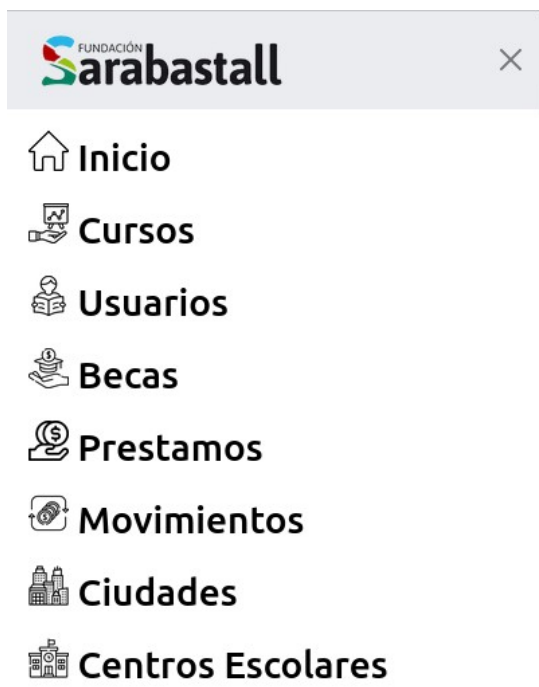 FUNDACIÓN
Sarabastall
Inicio
Cursos
Usuarios
Becas
Prestamos
Movimientos
Ciudades
Centros Escolares